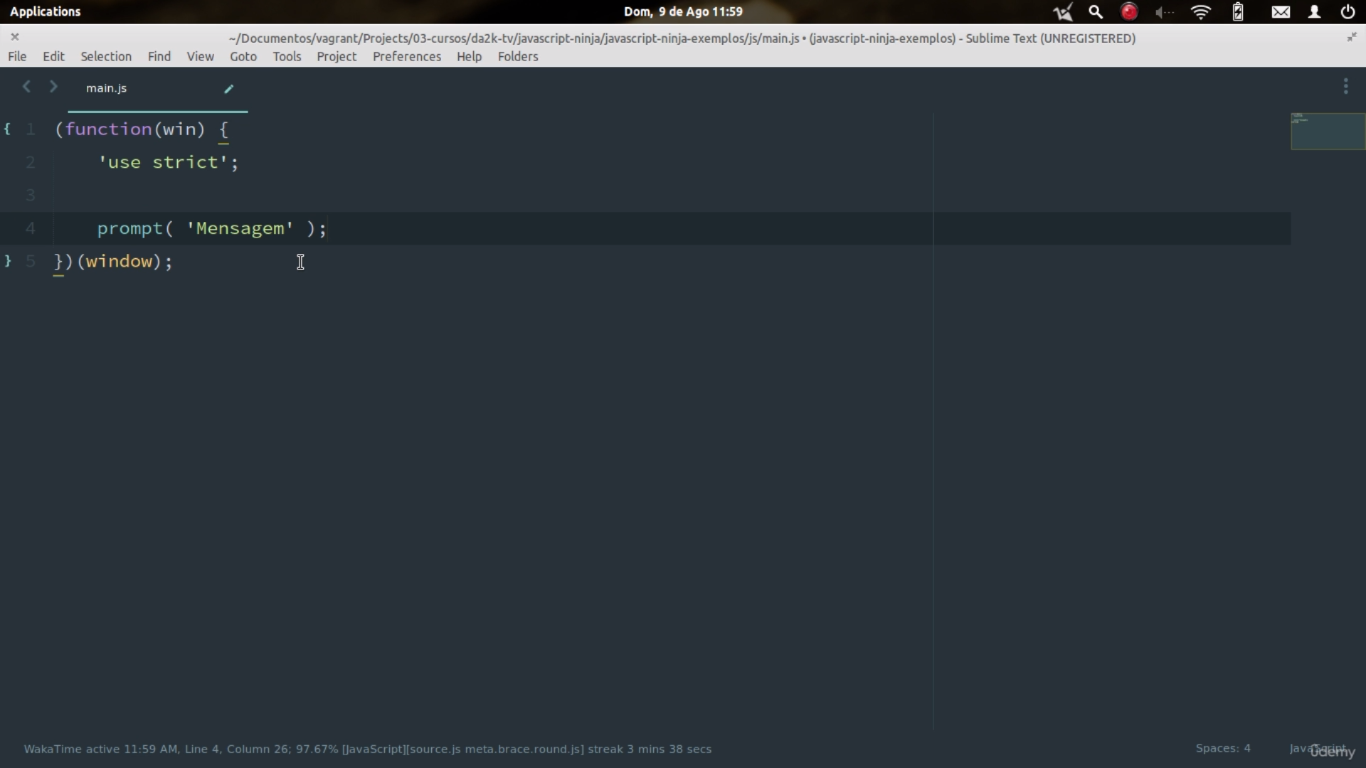 Applications
Dom, 9 de Ago 11:59
~/Documentos/vagrant/Projects/03-cursos/da2k-tv/javascript-ninja/javascript-ninja-exemplos/js/main.js • (javascript-ninja-exemplos) - Sublime Text (UNREGISTERED)
File Edit Selection Find View Goto Tools Project Preferences Help Folders
main.js
{ 1 (function(win) {
2     'use strict';
3
4     prompt( 'Mensagem' );
} 5 })(window);
WakaTime active 11:59 AM, Line 4, Column 26; 97.67% [JavaScript][source.js meta.brace.round.js] streak 3 mins 38 secs
Spaces: 4
JavaScript
ûdemy